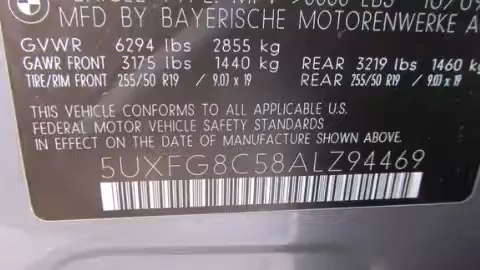 MFD BY BAYERISCHE MOTORENWERKE
GVWR 6294 lbs 2855 kg
GAWR FRONT 3175 lbs 1440 kg REAR 3219 lbs 1460 kg
TIRE/RIM FRONT 255/50 R19 / 9.0J x 19 REAR 255/50 R19 / 9.0J x 19
THIS VEHICLE CONFORMS TO ALL APPLICABLE U.S.
FEDERAL MOTOR VEHICLE SAFETY STANDARDS
IN EFFECT ON THE DATE OF MANUFACTURE SHOWN ABOVE.
5UXFG8C58ALZ94469